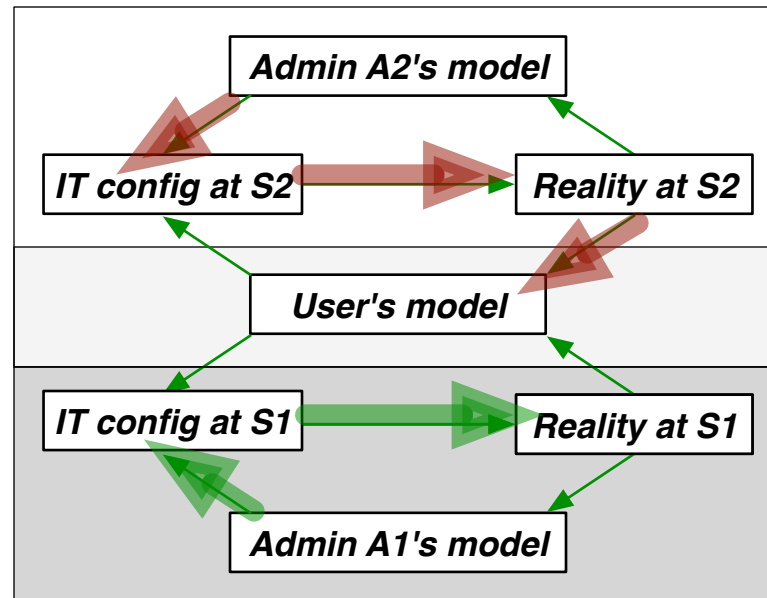 Admin A2's model
IT config at S2
Reality at S2
User's model
IT config at S1
Reality at S1
Admin A1's model